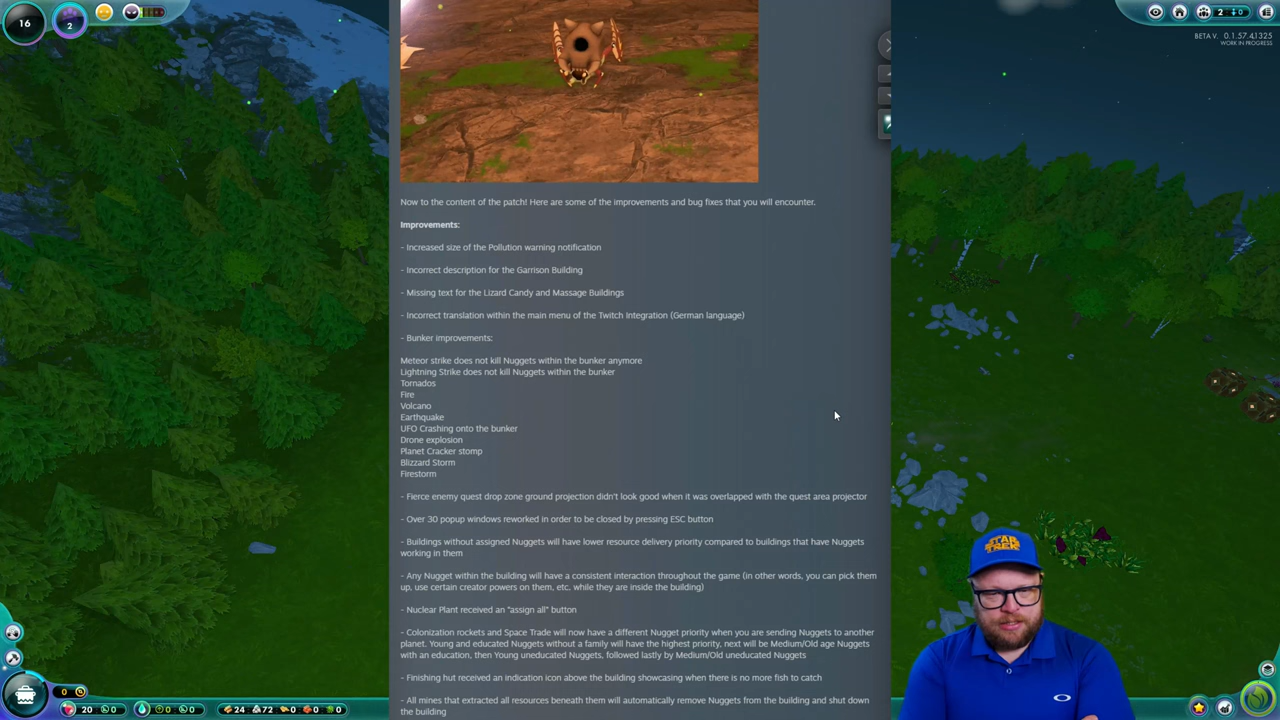 16
2
2
0
BETA V. 0.1.57.41325
WORK IN PROGRESS
Now to the content of the patch! Here are some of the improvements and bug fixes that you will encounter.
Improvements:
- Increased size of the Pollution warning notification
- Incorrect description for the Garrison Building
- Missing text for the Lizard Candy and Massage Buildings
- Incorrect translation within the main menu of the Twitch Integration (German language)
- Bunker improvements:
Meteor strike does not kill Nuggets within the bunker anymore
Lightning Strike does not kill Nuggets within the bunker
Tornados
Fire
Volcano
Earthquake
UFO Crashing onto the bunker
Drone explosion
Planet Cracker stomp
Blizzard Storm
Firestorm
- Fierce enemy quest drop zone ground projection didn't look good when it was overlapped with the quest area projector
- Over 30 popup windows reworked in order to be closed by pressing ESC button
- Buildings without assigned Nuggets will have lower resource delivery priority compared to buildings that have Nuggets
working in them
- Any Nugget within the building will have a consistent interaction throughout the game (in other words, you can pick them
up, use certain creator powers on them, etc. while they are inside the building)
- Nuclear Plant received an "assign all" button
- Colonization rockets and Space Trade will now have a different Nugget priority when you are sending Nuggets to another
planet. Young and educated Nuggets without a family will have the highest priority, next will be Medium/Old age Nuggets
with an education, then Young uneducated Nuggets, followed lastly by Medium/Old uneducated Nuggets
- Finishing hut received an indication icon above the building showcasing when there is no more fish to catch
- All mines that extracted all resources beneath them will automatically remove Nuggets from the building and shut down
the building
STAR TREK
0
20 0 0 0 24 72 0 0 0